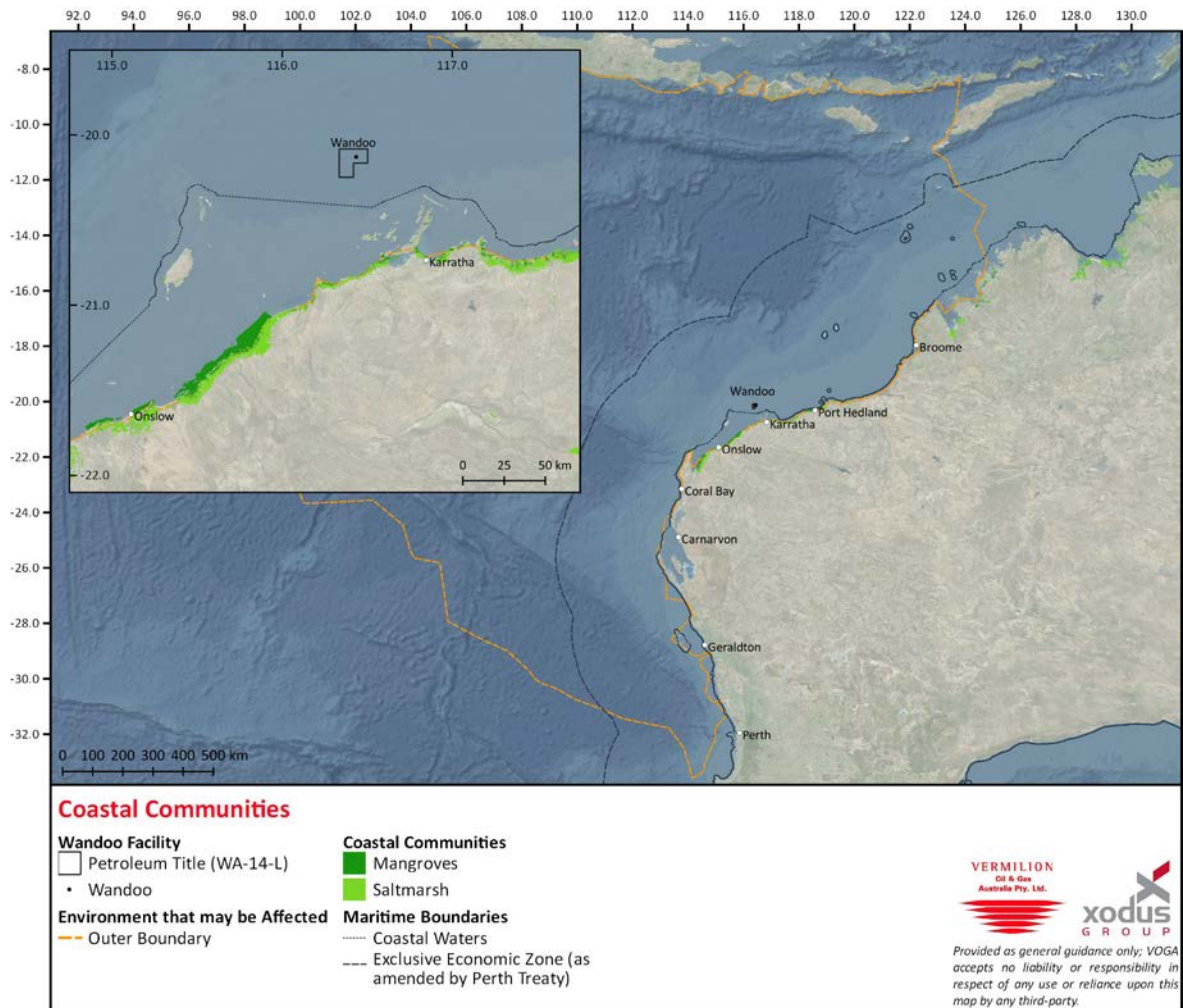 92.0 94.0 96.0 98.0 100.0 102.0 104.0 106.0 108.0 110.0 112.0 114.0 116.0 118.0 120.0 122.0 124.0 126.0 128.0 130.0
-8.0
-10.0
-12.0
-14.0
-16.0
-18.0
-20.0
-22.0
-24.0
-26.0
-28.0
-30.0
-32.0
115.0 116.0 117.0
-20.0
-21.0
-22.0
Wandoo
Karratha
Onslow
0 25 50 km
Broome
Wandoo
Port Hedland
Karratha
Onslow
Coral Bay
Carnarvon
Geraldton
Perth
0 100 200 300 400 500 km
Coastal Communities
Wandoo Facility
Petroleum Title (WA-14-L)
Wandoo
Environment that may be Affected
Outer Boundary
Coastal Communities
Mangroves
Saltmarsh
Maritime Boundaries
Coastal Waters
Exclusive Economic Zone (as
amended by Perth Treaty)
VERMILION
Oil & Gas
Australia Pty. Ltd.
xodus
GROUP
Provided as general guidance only; VOGA
accepts no liability or responsibility in
respect of any use or reliance upon this
map by any third-party.